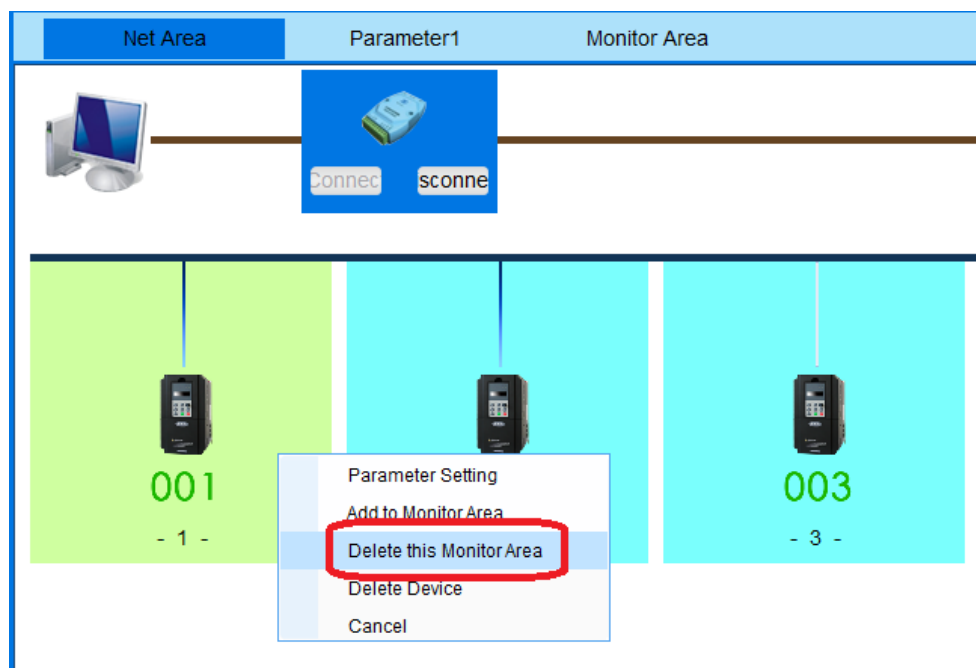 Net Area Parameter1 Monitor Area
Connec sconne
001 003
- 1 - - 3 -
Parameter Setting
Add to Monitor Area
Delete this Monitor Area
Delete Device
Cancel